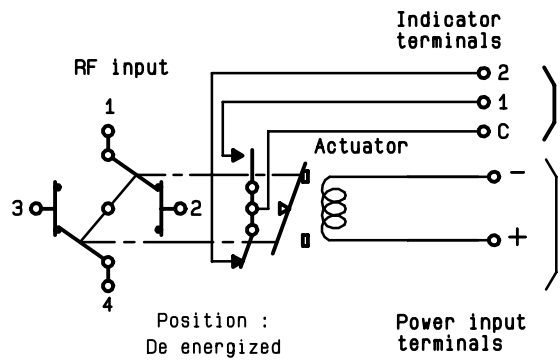 Indicator
terminals
RF input
2
1
1
C
Actuator
-
3
2
+
4
Position :
De energized
Power input
terminals